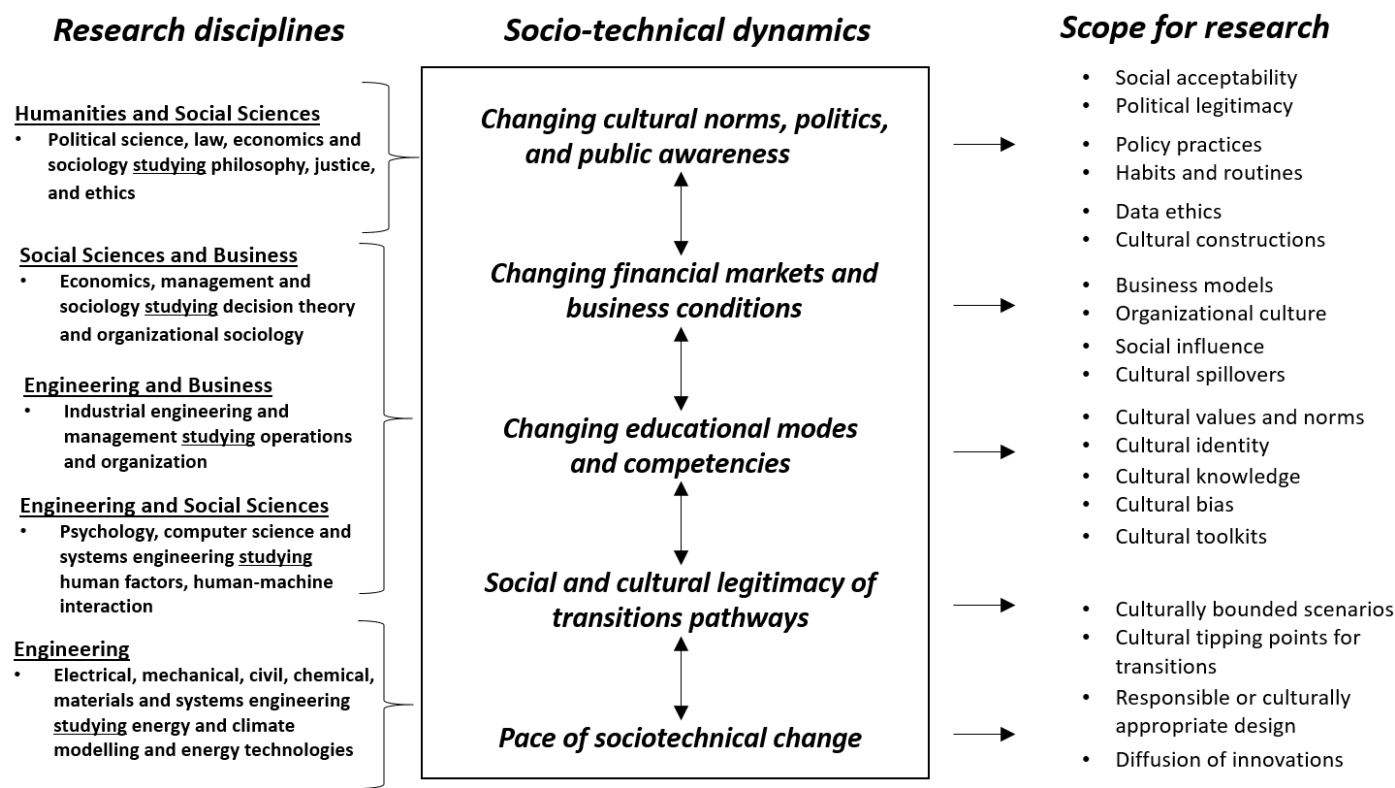 Research disciplines
Humanities and Social Sciences
• Political science, law, economics and
sociology studying philosophy, justice,
and ethics
Social Sciences and Business
• Economics, management and
sociology studying decision theory
and organizational sociology
Engineering and Business
• Industrial engineering and
management studying operations
and organization
Engineering and Social Sciences
• Psychology, computer science and
systems engineering studying
human factors, human-machine
interaction
Engineering
• Electrical, mechanical, civil, chemical,
materials and systems engineering
studying energy and climate
modelling and energy technologies
Socio-technical dynamics
Changing cultural norms, politics,
and public awareness
Changing financial markets and
business conditions
Changing educational modes
and competencies
Social and cultural legitimacy of
transitions pathways
Pace of sociotechnical change
Scope for research
• Social acceptability
• Political legitimacy
• Policy practices
• Habits and routines
• Data ethics
• Cultural constructions
• Business models
• Organizational culture
• Social influence
• Cultural spillovers
• Cultural values and norms
• Cultural identity
• Cultural knowledge
• Cultural bias
• Cultural toolkits
• Culturally bounded scenarios
• Cultural tipping points for
transitions
• Responsible or culturally
appropriate design
• Diffusion of innovations